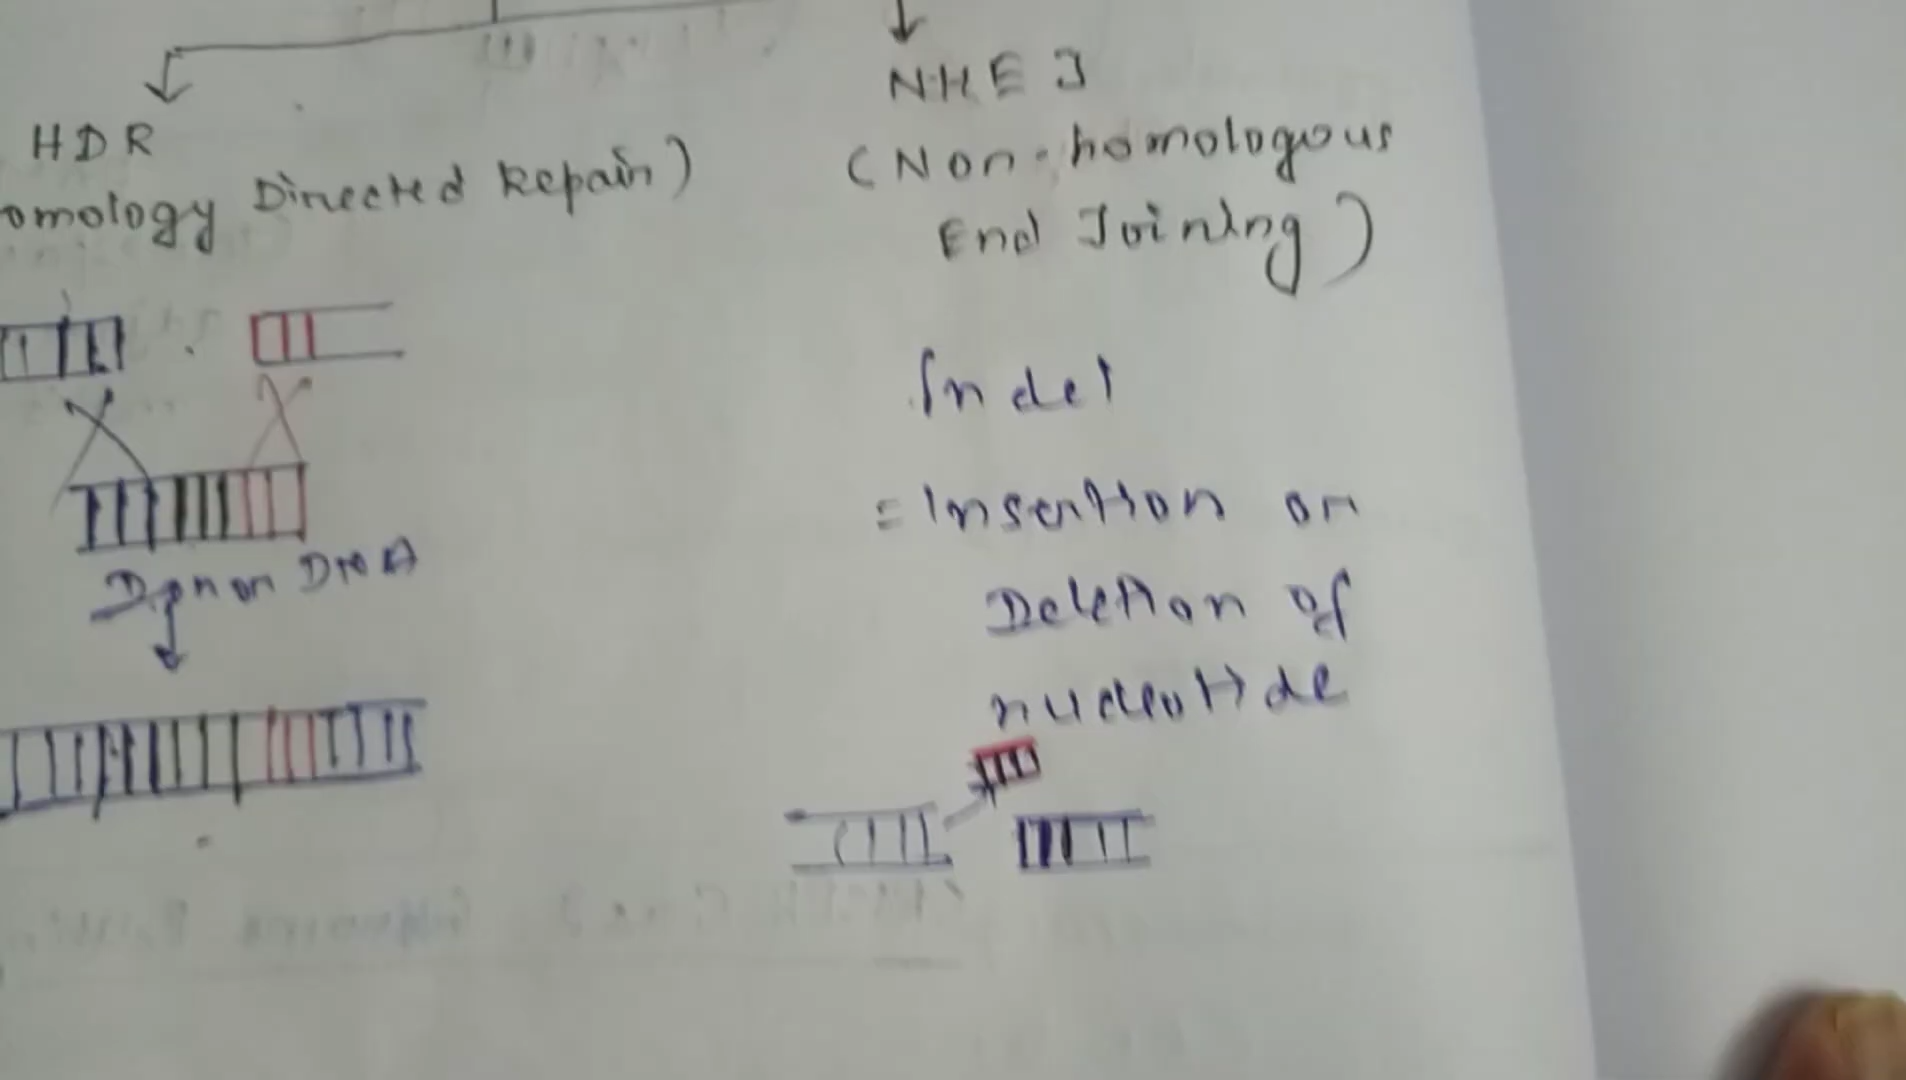 HDR
omology Directed Repair)
Donor DNA
NHEJ
(Non-homologous
End Joining)
Indel
= Insertion or
Deletion of
nucleotide